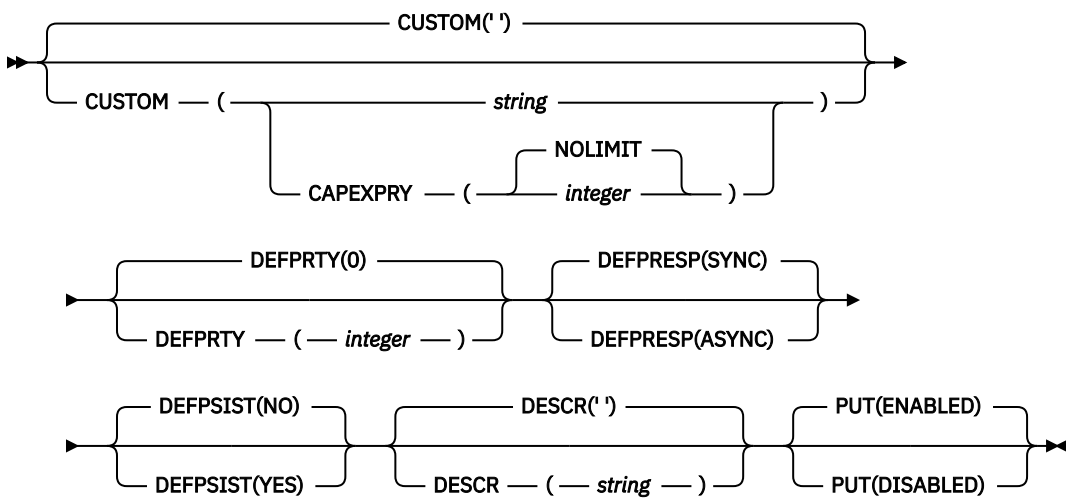 CUSTOM(' ')
CUSTOM ( string )
NOLIMIT
CAPEXPRY ( integer )
DEFPRTY(0) DEFPRESP(SYNC)
DEFPRTY ( integer ) DEFPRESP(ASYNC)
DEFPSIST(NO) DESCR(' ') PUT(ENABLED)
DEFPSIST(YES) DESCR ( string ) PUT(DISABLED)